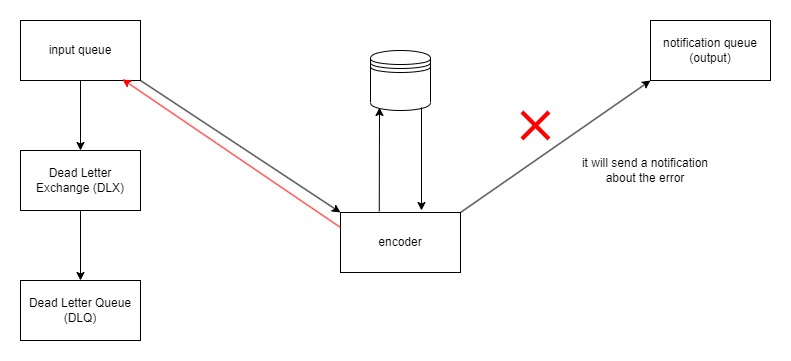 input queue
notification queue
(output)
Dead Letter
Exchange (DLX)
it will send a notification
about the error
encoder
Dead Letter Queue
(DLQ)